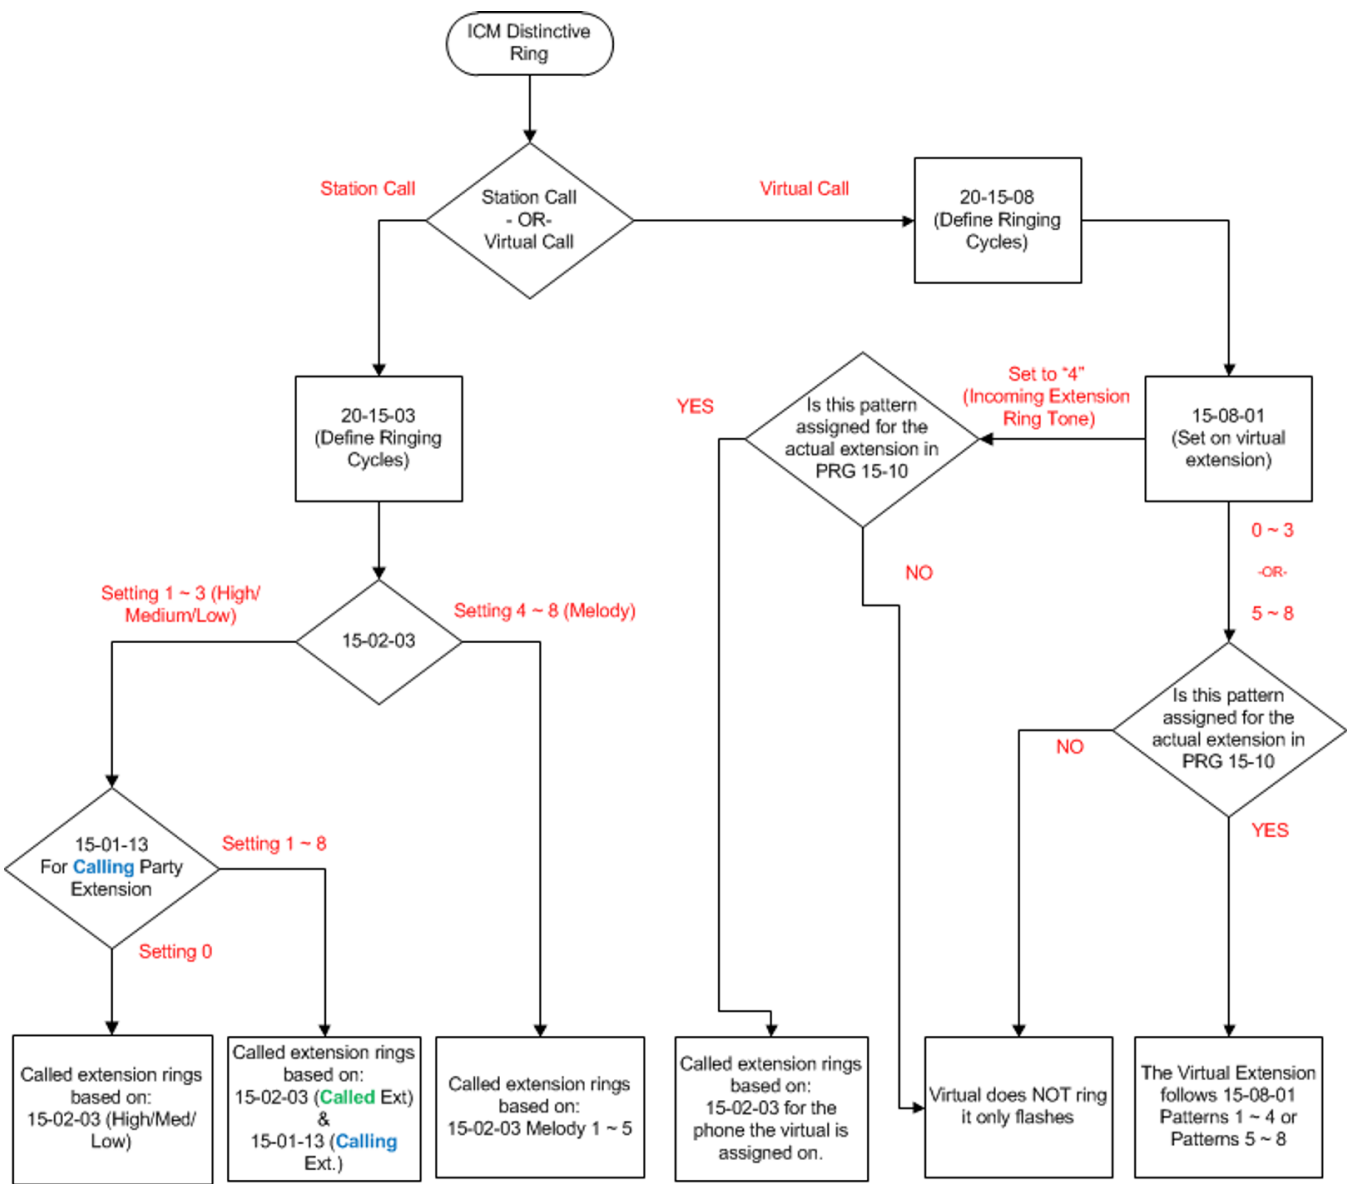 ICM Distinctive
Ring
Station Call
Station Call
- OR-
Virtual Call
Virtual Call
20-15-08
(Define Ringing
Cycles)
20-15-03
(Define Ringing
Cycles)
YES
Is this pattern
assigned for the
actual extension in
PRG 15-10
Set to “4”
(Incoming Extension
Ring Tone)
15-08-01
(Set on virtual
extension)
0 ~ 3
-OR-
5 ~ 8
NO
Setting 1 ~ 3 (High/
Medium/Low)
15-02-03
Setting 4 ~ 8 (Melody)
Is this pattern
assigned for the
actual extension in
PRG 15-10
NO
YES
15-01-13
For Calling Party
Extension
Setting 1 ~ 8
Setting 0
Called extension rings
based on:
15-02-03 (High/Med/
Low)
Called extension rings
based on:
15-02-03 (Called Ext)
&
15-01-13 (Calling
Ext.)
Called extension rings
based on:
15-02-03 Melody 1 ~ 5
Called extension rings
based on:
15-02-03 for the
phone the virtual is
assigned on.
Virtual does NOT ring
it only flashes
The Virtual Extension
follows 15-08-01
Patterns 1 ~ 4 or
Patterns 5 ~ 8